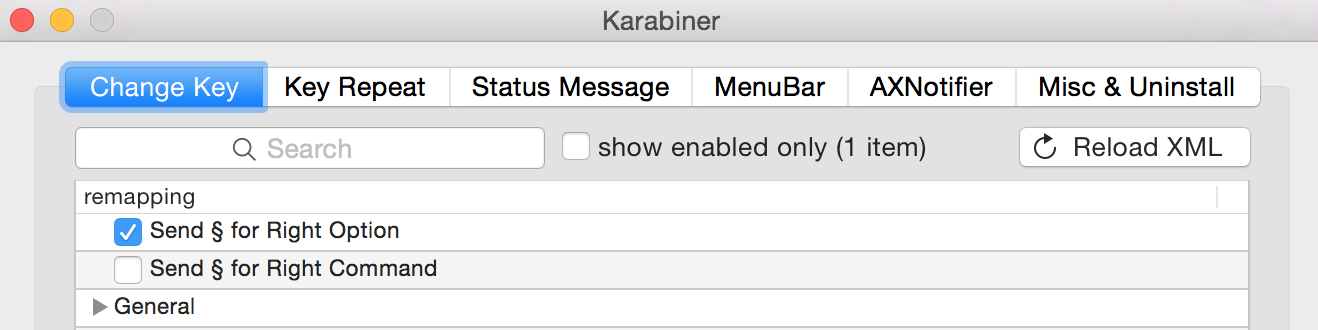 Karabiner
Change Key Key Repeat Status Message MenuBar AXNotifier Misc & Uninstall
Search show enabled only (1 item) Reload XML
remapping
Send § for Right Option
Send § for Right Command
General